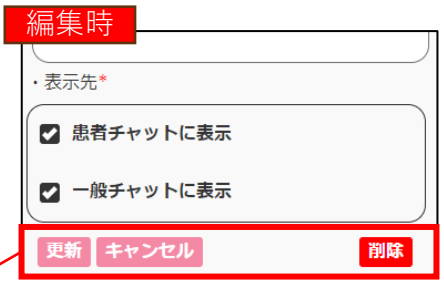 編集時
・表示先*
患者チャットに表示
一般チャットに表示
更新 キャンセル 削除